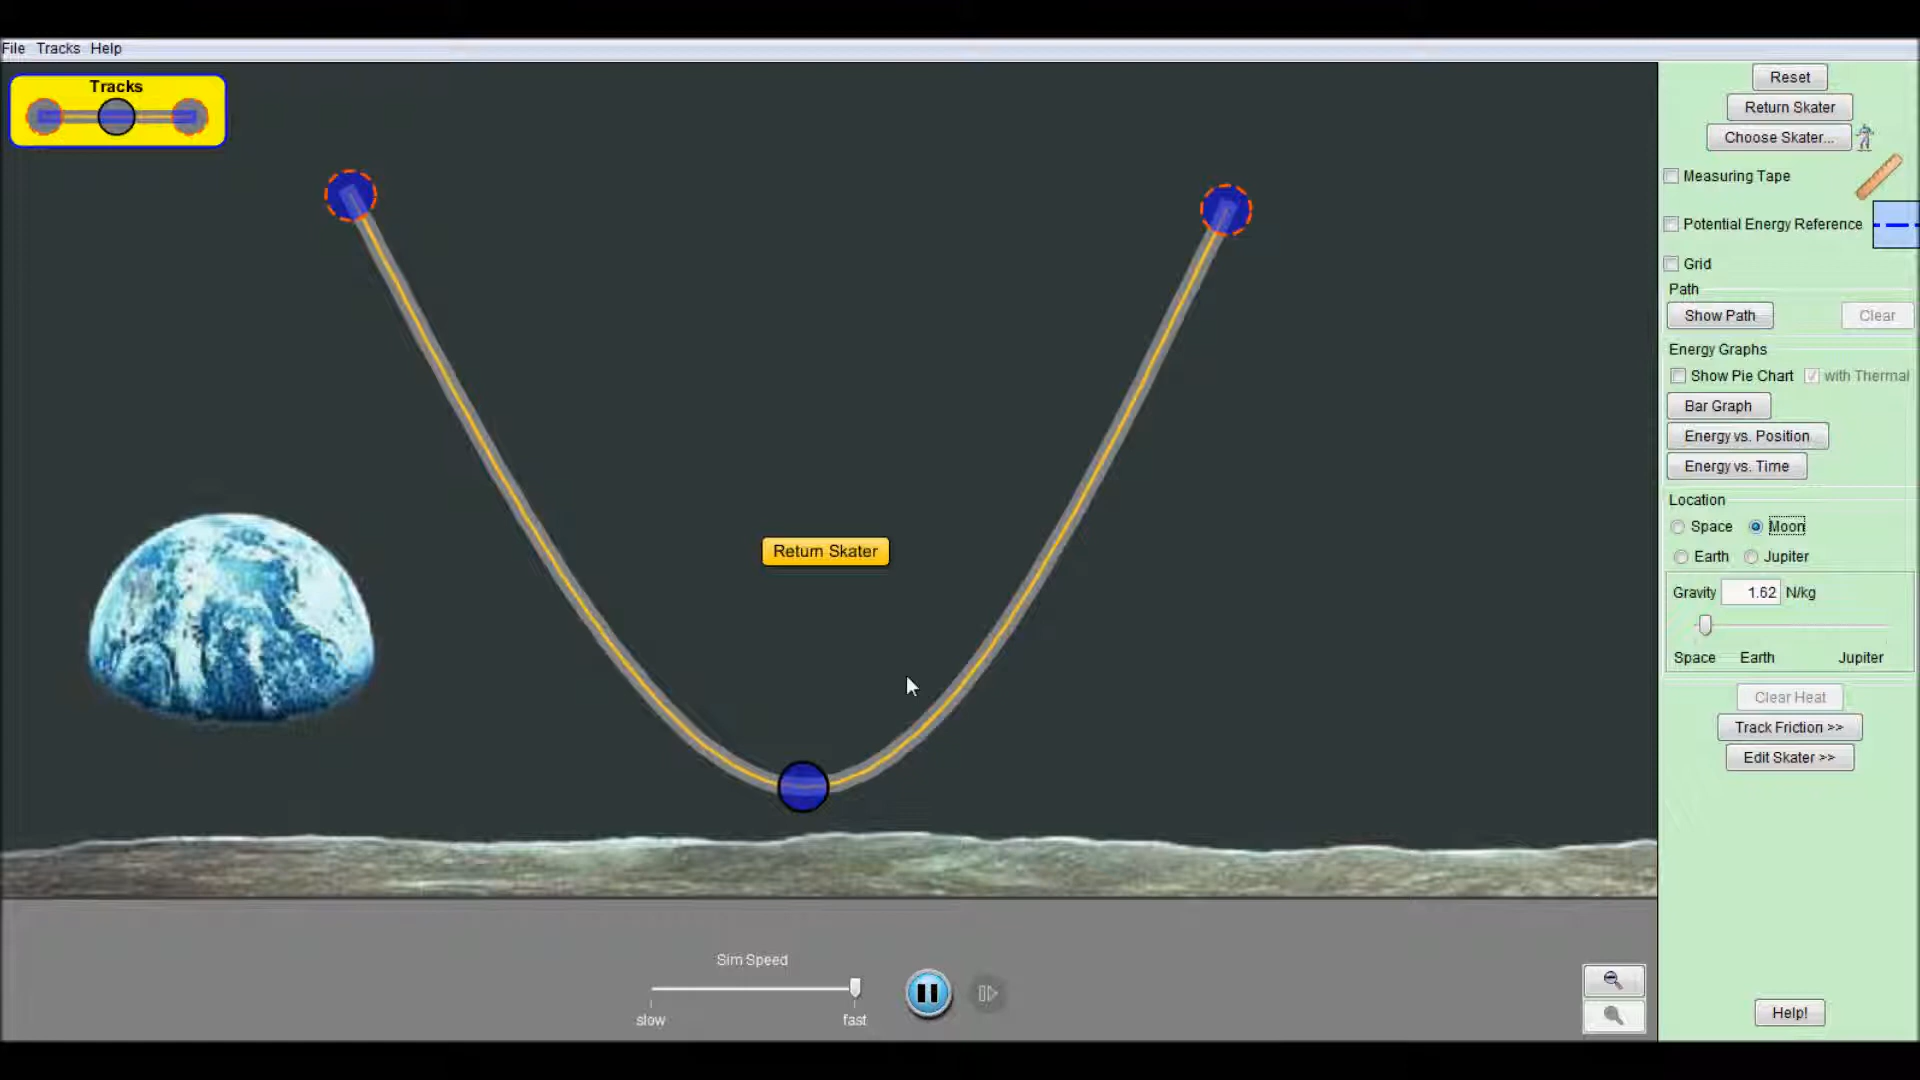 File Tracks Help
Tracks
Return Skater
Sim Speed
slow fast
Reset
Return Skater
Choose Skater...
Measuring Tape
Potential Energy Reference
Grid
Path
Show Path Clear
Energy Graphs
Show Pie Chart with Thermal
Bar Graph
Energy vs. Position
Energy vs. Time
Location
Space Moon
Earth Jupiter
Gravity 1.62 N/kg
Space Earth Jupiter
Clear Heat
Track Friction >>
Edit Skater >>
Help!